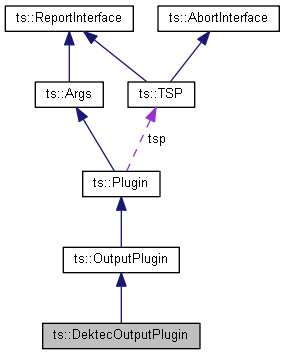 ts::ReportInterface
ts::AbortInterface
ts::Args
ts::TSP
tsp
ts::Plugin
ts::OutputPlugin
ts::DektecOutputPlugin